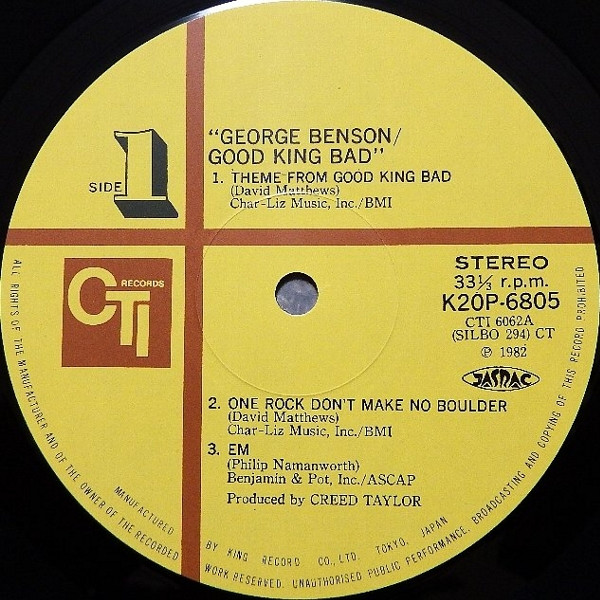 SIDE 1
"GEORGE BENSON/
GOOD KING BAD"
1. THEME FROM GOOD KING BAD
(David Matthews)
Char-Liz Music, Inc./BMI
CTI RECORDS
STEREO
33⅓ r.p.m.
K20P-6805
CTI 6062A
(SILBO 294) CT
℗ 1982
JASRAC
2. ONE ROCK DON'T MAKE NO BOULDER
(David Matthews)
Char-Liz Music, Inc./BMI
3. EM
(Philip Namanworth)
Benjamin & Pot, Inc./ASCAP
Produced by CREED TAYLOR
MANUFACTURED BY KING RECORD CO., LTD. TOKYO, JAPAN
ALL RIGHTS OF THE MANUFACTURER AND OF THE OWNER OF THE RECORDED WORK RESERVED. UNAUTHORISED PUBLIC PERFORMANCE, BROADCASTING AND COPYING OF THIS RECORD PROHIBITED